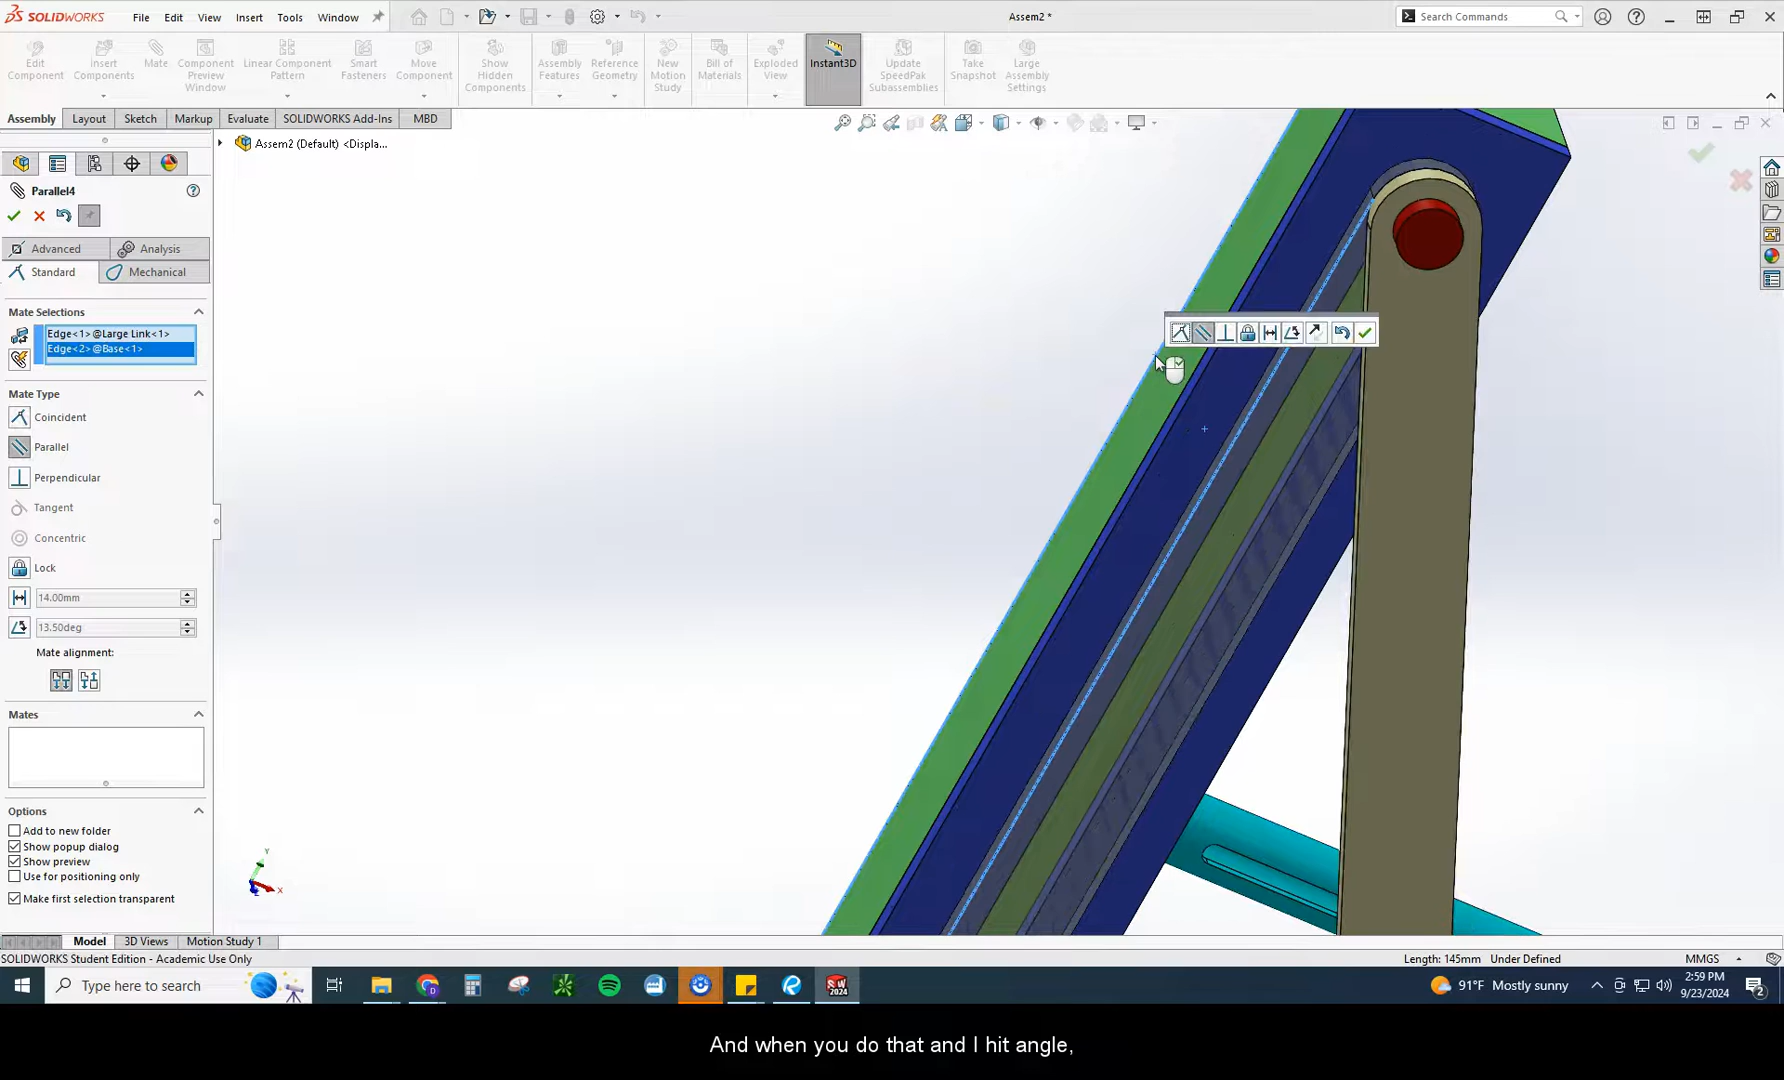 SOLIDWORKS
File
Edit
View
Insert
Tools
Window
Assem2 *
Search Commands
Edit
Component
Insert
Components
Mate
Component
Preview
Window
Linear Component
Pattern
Smart
Fasteners
Move
Component
Show
Hidden
Components
Assembly
Features
Reference
Geometry
New
Motion
Study
Bill of
Materials
Exploded
View
Instant3D
Update
SpeedPak
Subassemblies
Take
Snapshot
Large
Assembly
Settings
Assembly
Layout
Sketch
Markup
Evaluate
SOLIDWORKS Add-Ins
MBD
Assem2 (Default) <Displa...
Parallel4
Advanced
Analysis
Standard
Mechanical
Mate Selections
Edge<1>@Large Link<1>
Edge<2>@Base<1>
Mate Type
Coincident
Parallel
Perpendicular
Tangent
Concentric
Lock
14.00mm
13.50deg
Mate alignment:
Mates
Options
Add to new folder
Show popup dialog
Show preview
Use for positioning only
Make first selection transparent
Y
X
Model
3D Views
Motion Study 1
SOLIDWORKS Student Edition - Academic Use Only
Length: 145mm
Under Defined
MMGS
Type here to search
SW
2024
91°F Mostly sunny
2:59 PM
9/23/2024
2
And when you do that and I hit angle,